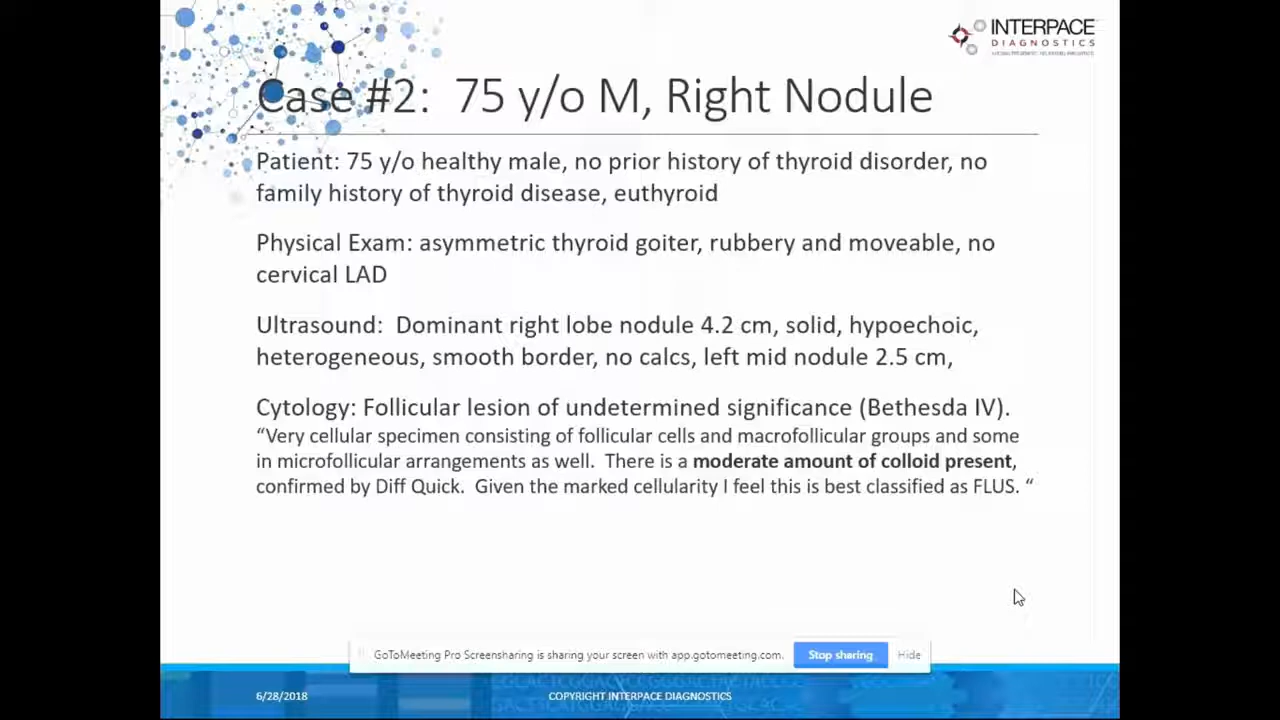 INTERPACE
DIAGNOSTICS
Case #2: 75 y/o M, Right Nodule
Patient: 75 y/o healthy male, no prior history of thyroid disorder, no
family history of thyroid disease, euthyroid
Physical Exam: asymmetric thyroid goiter, rubbery and moveable, no
cervical LAD
Ultrasound: Dominant right lobe nodule 4.2 cm, solid, hypoechoic,
heterogeneous, smooth border, no calcs, left mid nodule 2.5 cm,
Cytology: Follicular lesion of undetermined significance (Bethesda IV).
“Very cellular specimen consisting of follicular cells and macrofollicular groups and some
in microfollicular arrangements as well. There is a moderate amount of colloid present,
confirmed by Diff Quick. Given the marked cellularity I feel this is best classified as FLUS. “
GoToMeeting Pro Screensharing is sharing your screen with app.gotomeeting.com. Stop sharing Hide
6/28/2018 COPYRIGHT INTERPACE DIAGNOSTICS